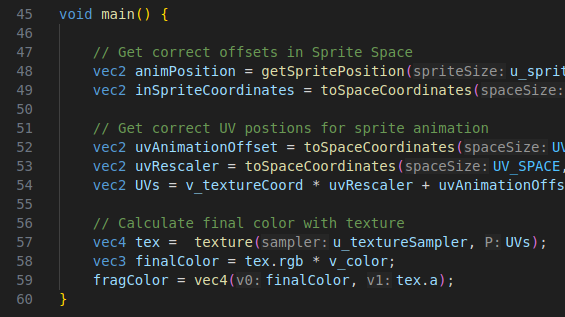 45 void main() {
46
47 // Get correct offsets in Sprite Space
48 vec2 animPosition = getSpritePosition(spriteSize: u_sprit
49 vec2 inSpriteCoordinates = toSpaceCoordinates(spaceSize:
50
51 // Get correct UV postions for sprite animation
52 vec2 uvAnimationOffset = toSpaceCoordinates(spaceSize: UV
53 vec2 uvRescaler = toSpaceCoordinates(spaceSize: UV_SPACE,
54 vec2 UVs = v_textureCoord * uvRescaler + uvAnimationOffs
55
56 // Calculate final color with texture
57 vec4 tex =  texture(sampler: u_textureSampler, P: UVs);
58 vec3 finalColor = tex.rgb * v_color;
59 fragColor = vec4(v0: finalColor, v1: tex.a);
60 }